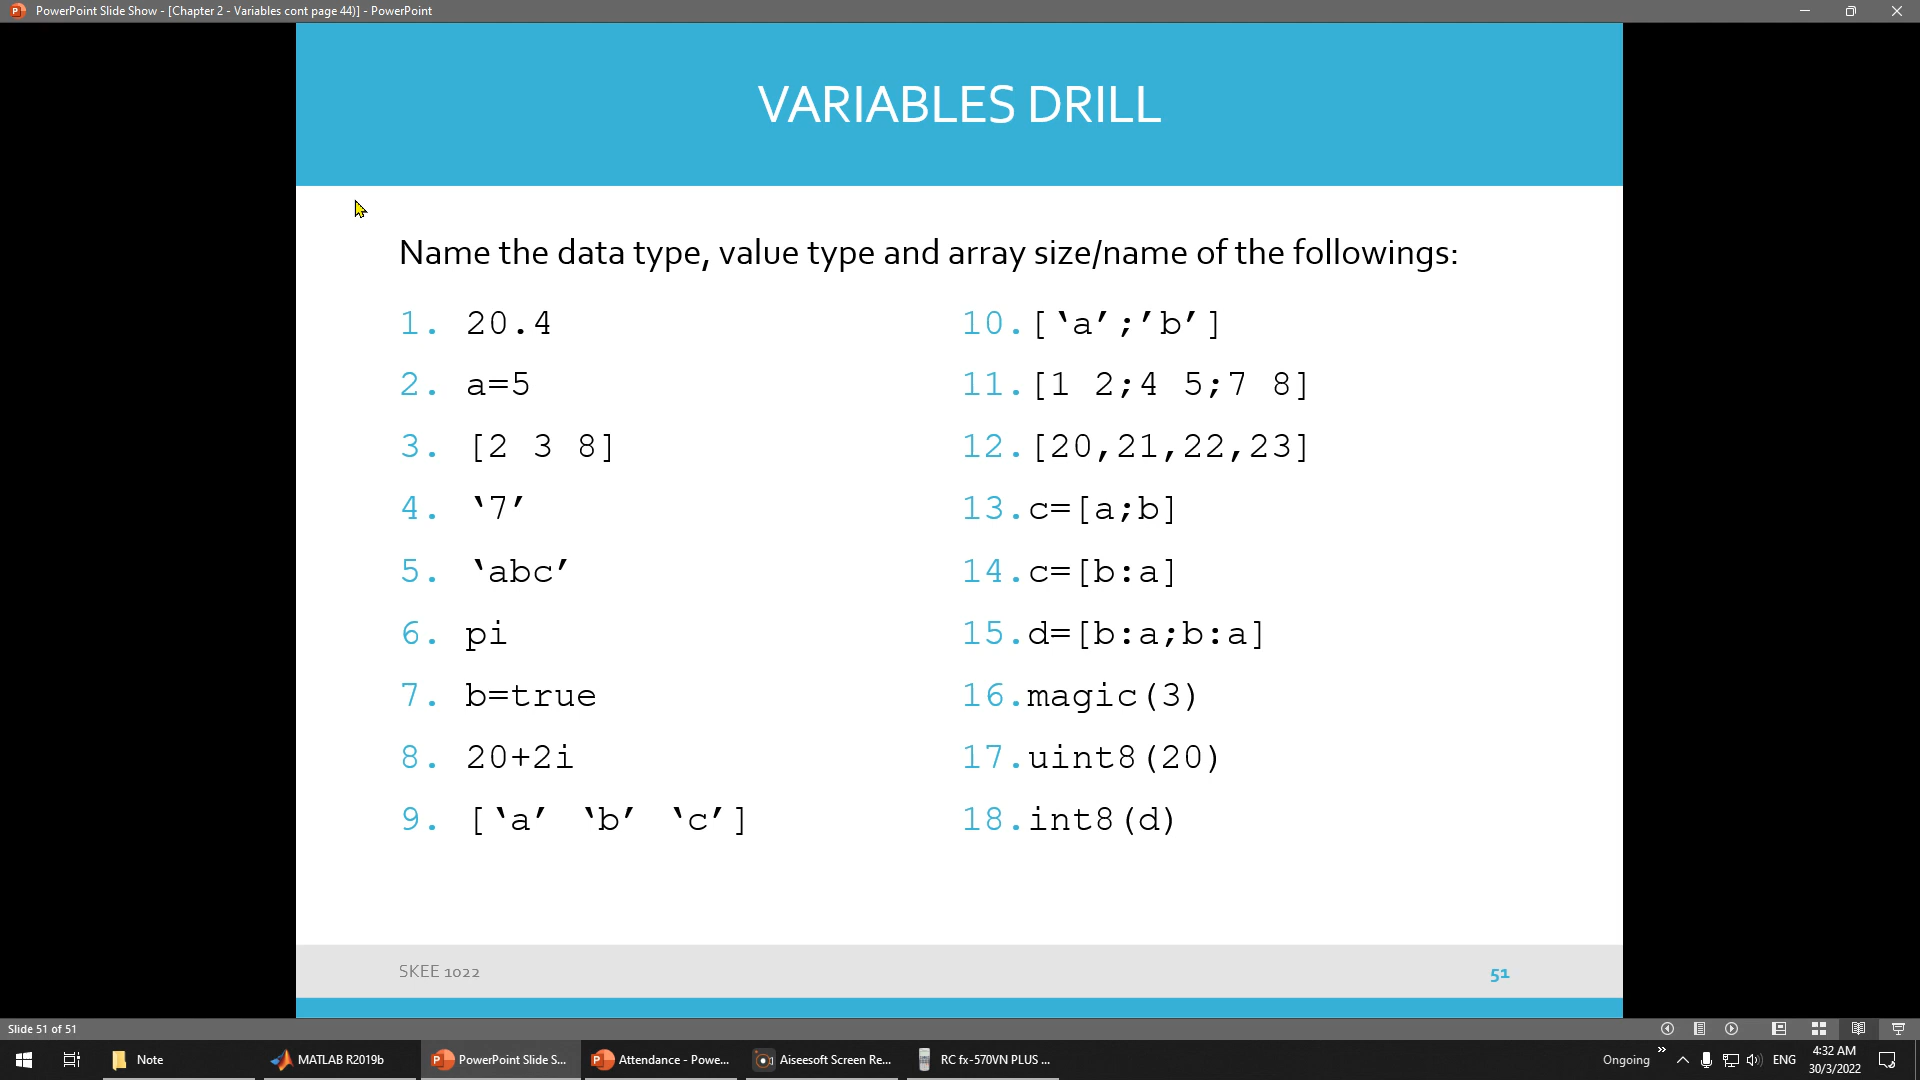 PowerPoint Slide Show - [Chapter 2 - Variables cont page 44)] - PowerPoint
VARIABLES DRILL
Name the data type, value type and array size/name of the followings:
1. 20.4
2. a=5
3. [2 3 8]
4. ‘7’
5. ‘abc’
6. pi
7. b=true
8. 20+2i
9. [‘a’ ‘b’ ‘c’]
10.[‘a’;’b’]
11.[1 2;4 5;7 8]
12.[20,21,22,23]
13.c=[a;b]
14.c=[b:a]
15.d=[b:a;b:a]
16.magic(3)
17.uint8(20)
18.int8(d)
SKEE 1022
51
Slide 51 of 51
Note
MATLAB R2019b
PowerPoint Slide S...
Attendance - Powe...
Aiseesoft Screen Re...
RC fx-570VN PLUS ...
Ongoing
ENG
4:32 AM
30/3/2022